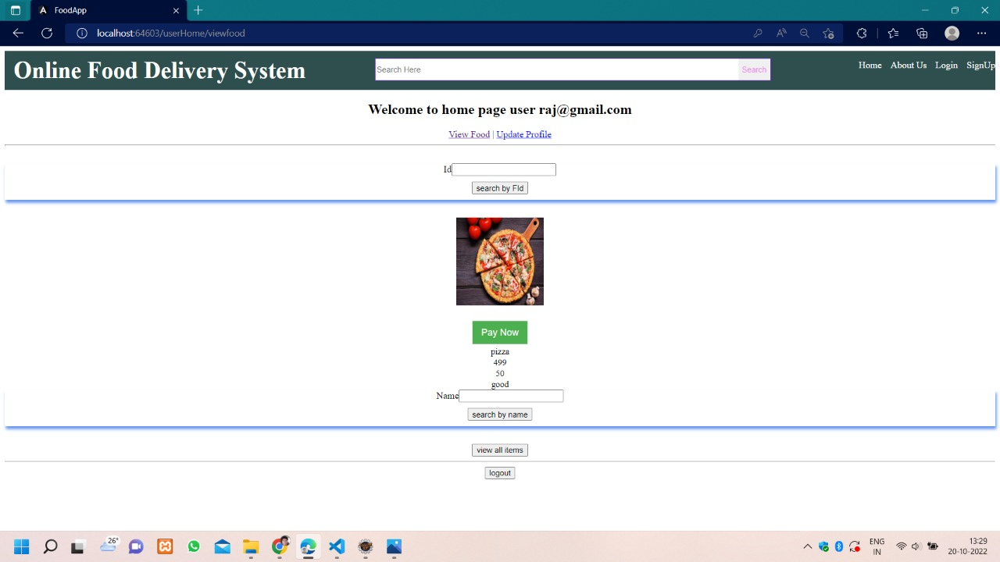 FoodApp
localhost:64603/userHome/viewfood
Online Food Delivery System
Search Here
Search
Home About Us Login SignUp
Welcome to home page user raj@gmail.com
View Food | Update Profile
Id
search by FId
Pay Now
pizza
499
50
good
Name
search by name
view all items
logout
26°
ENG
IN
13:29
20-10-2022